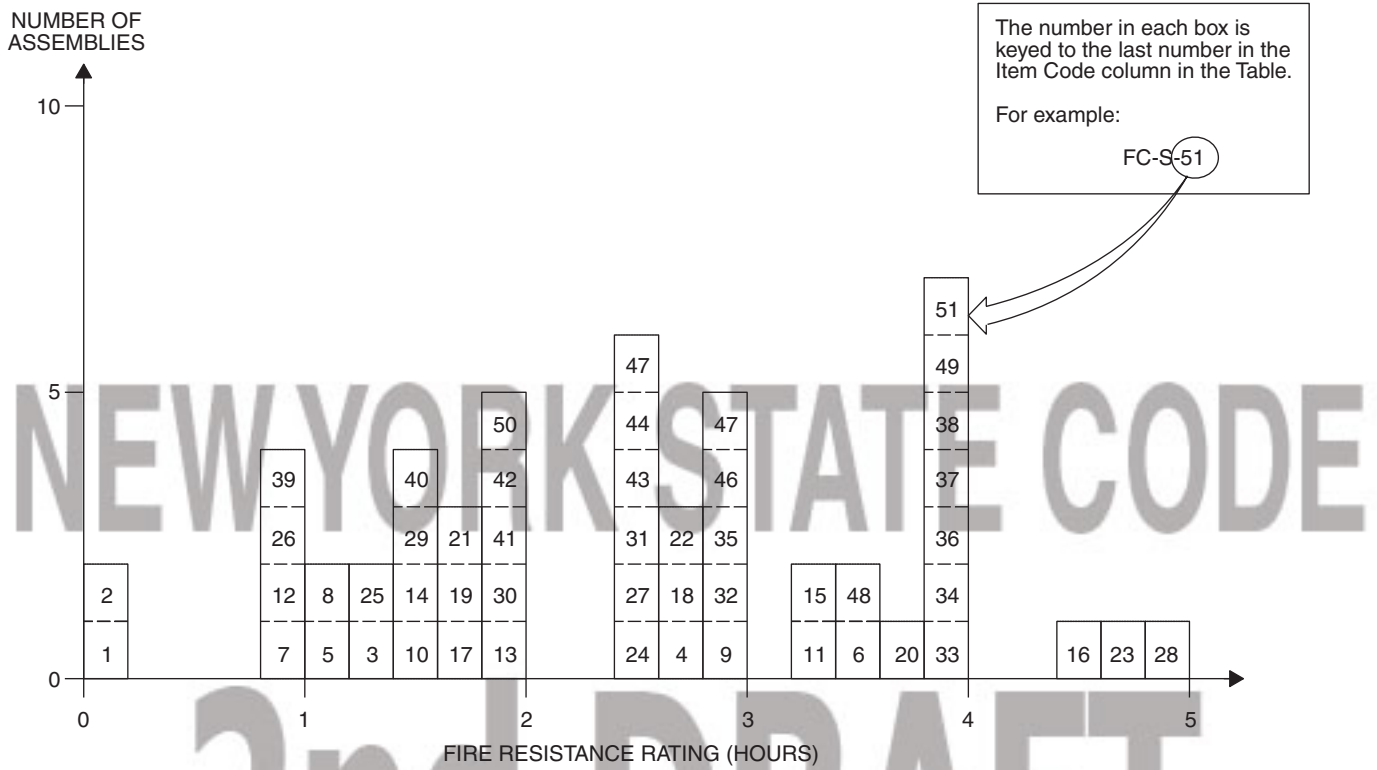 NUMBER OF
ASSEMBLIES
The number in each box is
keyed to the last number in the
Item Code column in the Table.
For example:
FC-S-51
10
51
47 49
5
50 44 47 38
39 40 42 43 46 37
26 29 21 41 31 22 35 36
2 12 8 25 14 19 30 27 18 32 15 48 34
1 7 5 3 10 17 13 24 4 9 11 6 20 33 16 23 28
0
0 1 2 3 4 5
FIRE RESISTANCE RATING (HOURS)
NEW YORK STATE CODE
2nd DRAFT